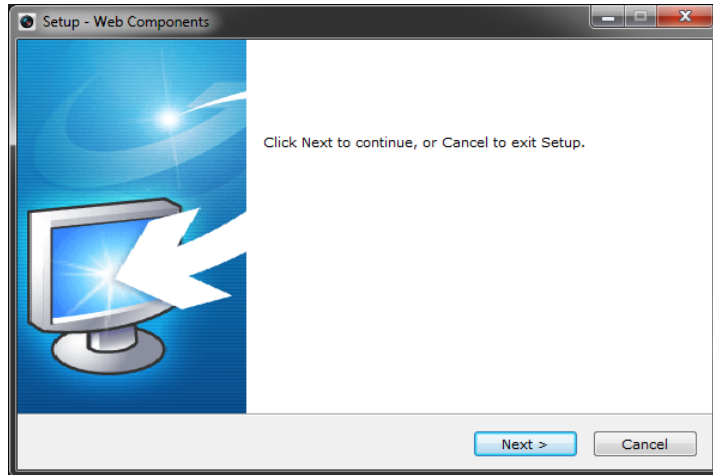 Setup - Web Components
Click Next to continue, or Cancel to exit Setup.
Next >
Cancel